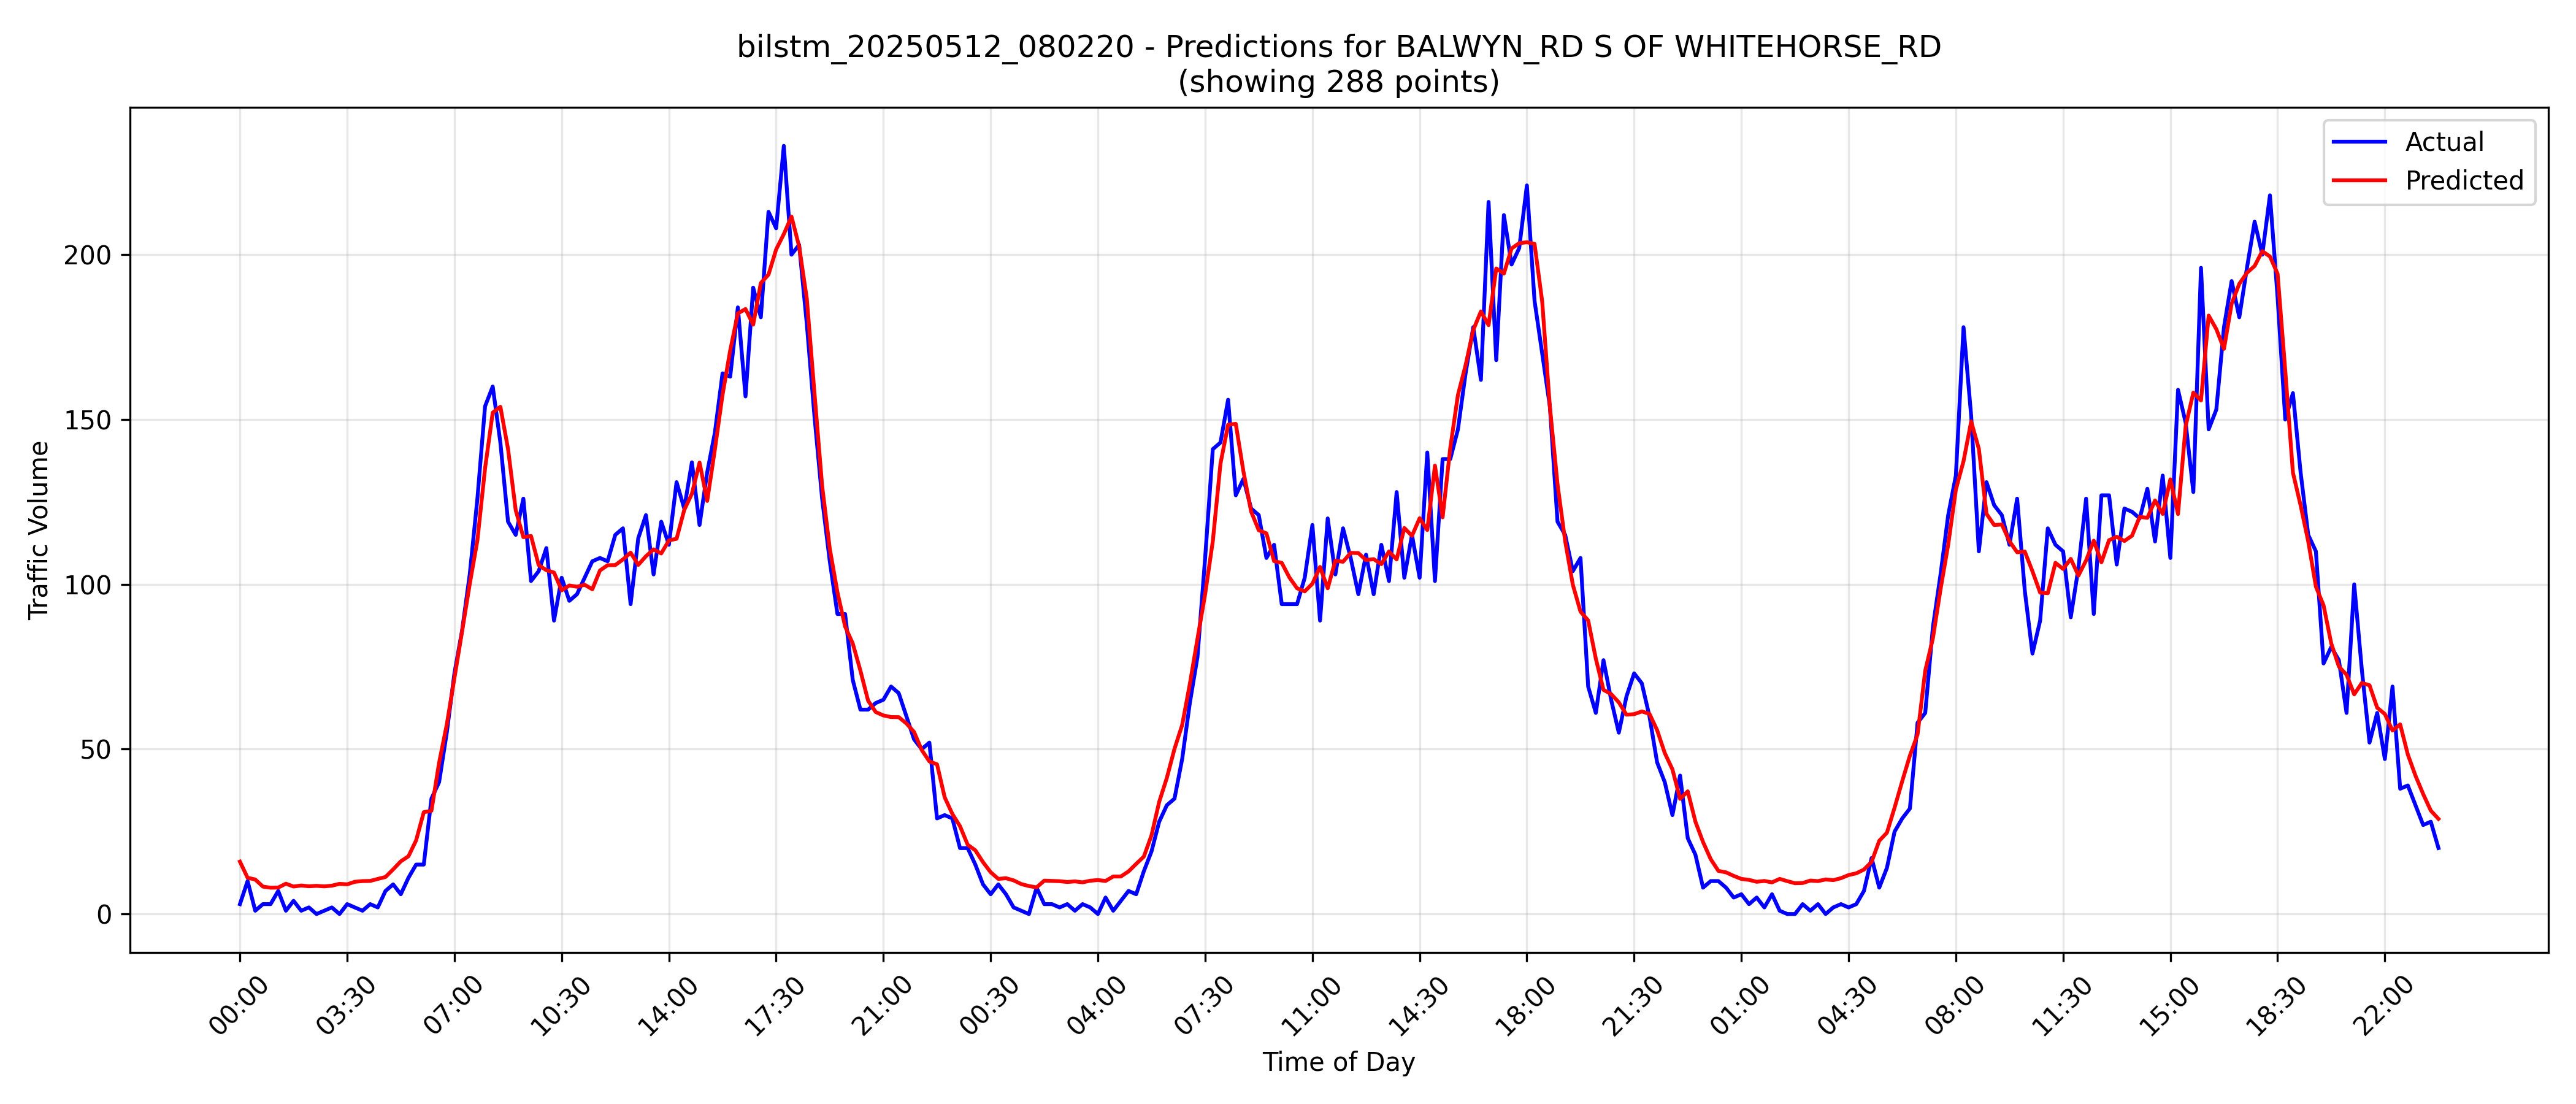 bilstm_20250512_080220 - Predictions for BALWYN_RD S OF WHITEHORSE_RD
(showing 288 points)
Actual
Predicted
Traffic Volume
200
150
100
50
0
00:00 03:30 07:00 10:30 14:00 17:30 21:00 00:30 04:00 07:30 11:00 14:30 18:00 21:30 01:00 04:30 08:00 11:30 15:00 18:30 22:00
Time of Day